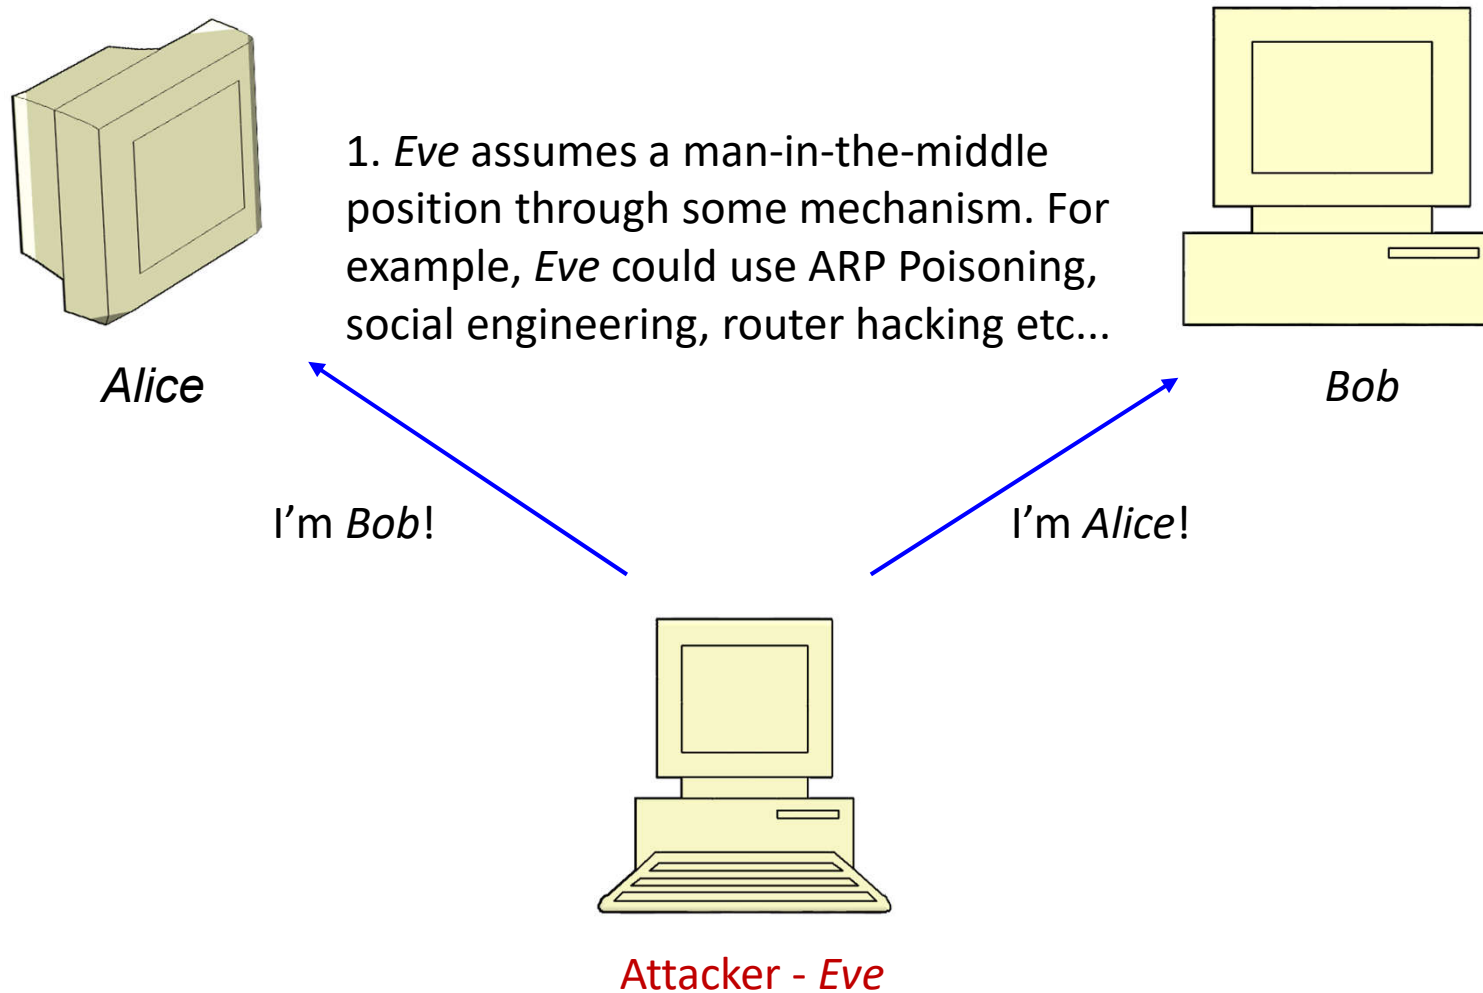 1. Eve assumes a man-in-the-middle
position through some mechanism. For
example, Eve could use ARP Poisoning,
social engineering, router hacking etc...
Alice
Bob
I’m Bob!
I’m Alice!
Attacker - Eve